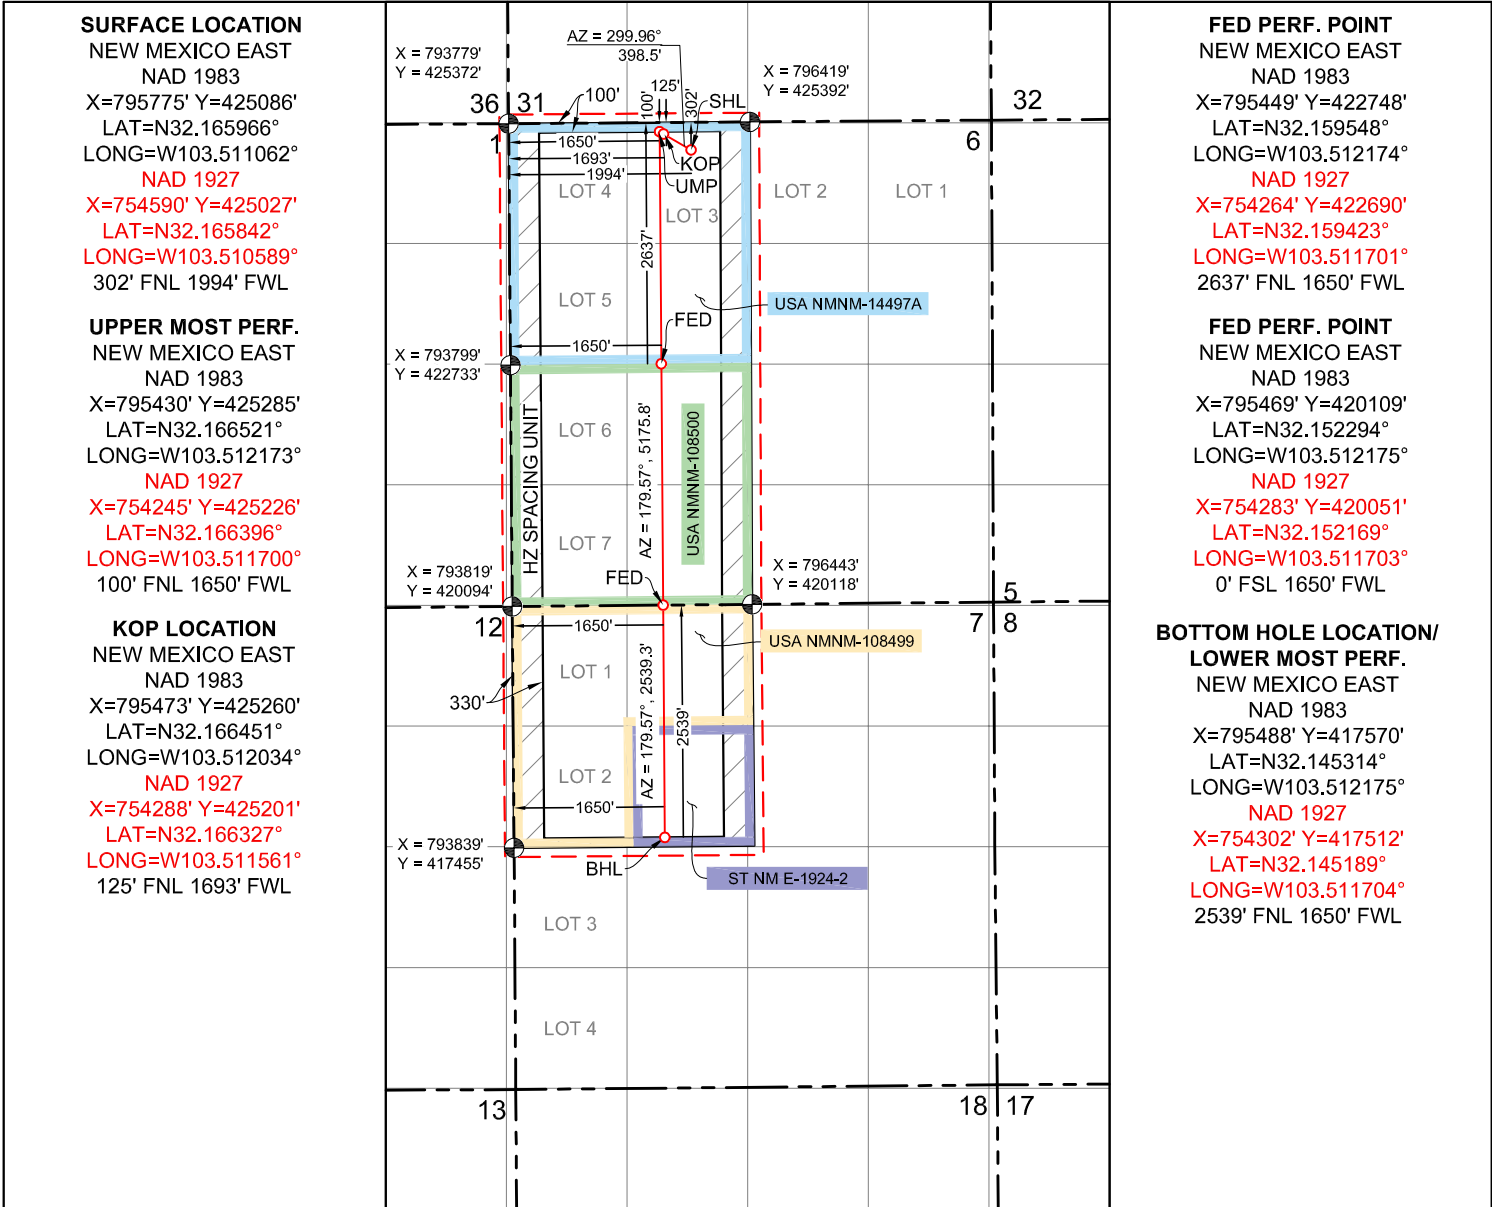 SURFACE LOCATION
NEW MEXICO EAST
NAD 1983
X=795775' Y=425086'
LAT=N32.165966°
LONG=W103.511062°
NAD 1927
X=754590' Y=425027'
LAT=N32.165842°
LONG=W103.510589°
302' FNL 1994' FWL
UPPER MOST PERF.
NEW MEXICO EAST
NAD 1983
X=795430' Y=425285'
LAT=N32.166521°
LONG=W103.512173°
NAD 1927
X=754245' Y=425226'
LAT=N32.166396°
LONG=W103.511700°
100' FNL 1650' FWL
KOP LOCATION
NEW MEXICO EAST
NAD 1983
X=795473' Y=425260'
LAT=N32.166451°
LONG=W103.512034°
NAD 1927
X=754288' Y=425201'
LAT=N32.166327°
LONG=W103.511561°
125' FNL 1693' FWL
X = 793779'
Y = 425372'
AZ = 299.96°
398.5'
X = 796419'
Y = 425392'
36
31
100'
100'
125'
302'
SHL
32
1
6
1650'
1693'
1994'
KOP
UMP
LOT 4
LOT 3
LOT 2
LOT 1
2637'
LOT 5
USA NMNM-14497A
FED
1650'
X = 793799'
Y = 422733'
HZ SPACING UNIT
LOT 6
AZ = 179.57°, 5175.8'
USA NMNM-108500
LOT 7
X = 793819'
Y = 420094'
FED
X = 796443'
Y = 420118'
5
12
7
8
1650'
USA NMNM-108499
LOT 1
330'
AZ = 179.57°, 2539.3'
2539'
LOT 2
1650'
X = 793839'
Y = 417455'
BHL
ST NM E-1924-2
LOT 3
LOT 4
13
18
17
FED PERF. POINT
NEW MEXICO EAST
NAD 1983
X=795449' Y=422748'
LAT=N32.159548°
LONG=W103.512174°
NAD 1927
X=754264' Y=422690'
LAT=N32.159423°
LONG=W103.511701°
2637' FNL 1650' FWL
FED PERF. POINT
NEW MEXICO EAST
NAD 1983
X=795469' Y=420109'
LAT=N32.152294°
LONG=W103.512175°
NAD 1927
X=754283' Y=420051'
LAT=N32.152169°
LONG=W103.511703°
0' FSL 1650' FWL
BOTTOM HOLE LOCATION/
LOWER MOST PERF.
NEW MEXICO EAST
NAD 1983
X=795488' Y=417570'
LAT=N32.145314°
LONG=W103.512175°
NAD 1927
X=754302' Y=417512'
LAT=N32.145189°
LONG=W103.511704°
2539' FNL 1650' FWL